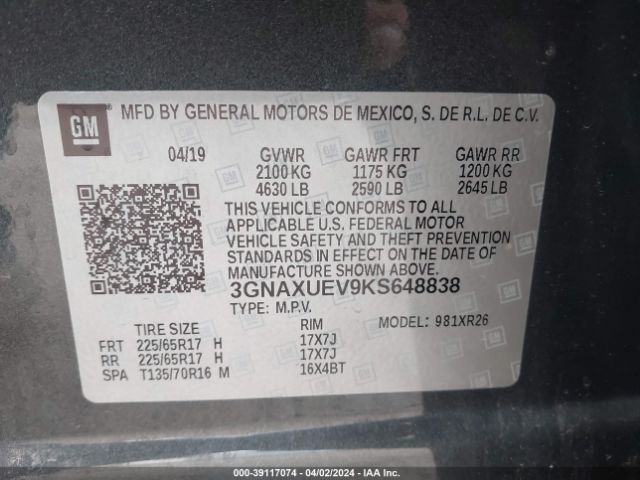 GM
MFD BY GENERAL MOTORS DE MEXICO, S. DE R.L. DE C.V.
04/19 GVWR GAWR FRT GAWR RR
2100 KG 1175 KG 1200 KG
4630 LB 2590 LB 2645 LB
THIS VEHICLE CONFORMS TO ALL
APPLICABLE U.S. FEDERAL MOTOR
VEHICLE SAFETY AND THEFT PREVENTION
STANDARDS IN EFFECT ON THE DATE OF
MANUFACTURE SHOWN ABOVE.
3GNAXUEV9KS648838
TYPE: M.P.V.
TIRE SIZE RIM MODEL: 981XR26
FRT 225/65R17 H 17X7J
RR 225/65R17 H 17X7J
SPA T135/70R16 M 16X4BT
000-39117074 | 04/02/2024 | IAA Inc.